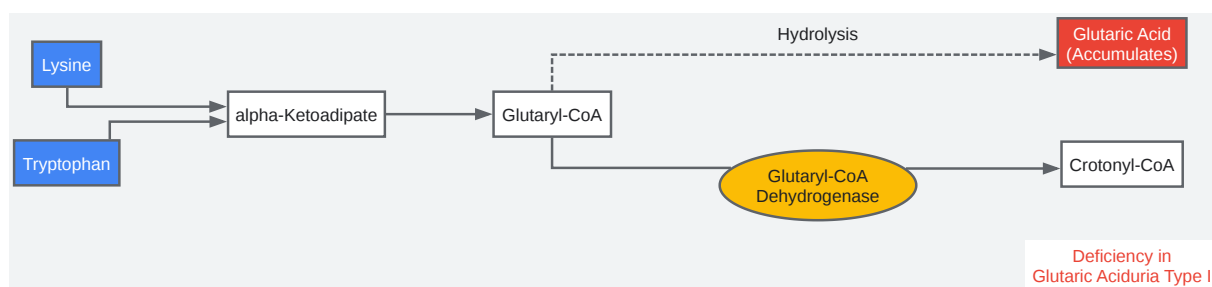 Lysine
Tryptophan
alpha-Ketoadipate
Glutaryl-CoA
Hydrolysis
Glutaric Acid
(Accumulates)
Glutaryl-CoA
Dehydrogenase
Crotonyl-CoA
Deficiency in
Glutaric Aciduria Type I